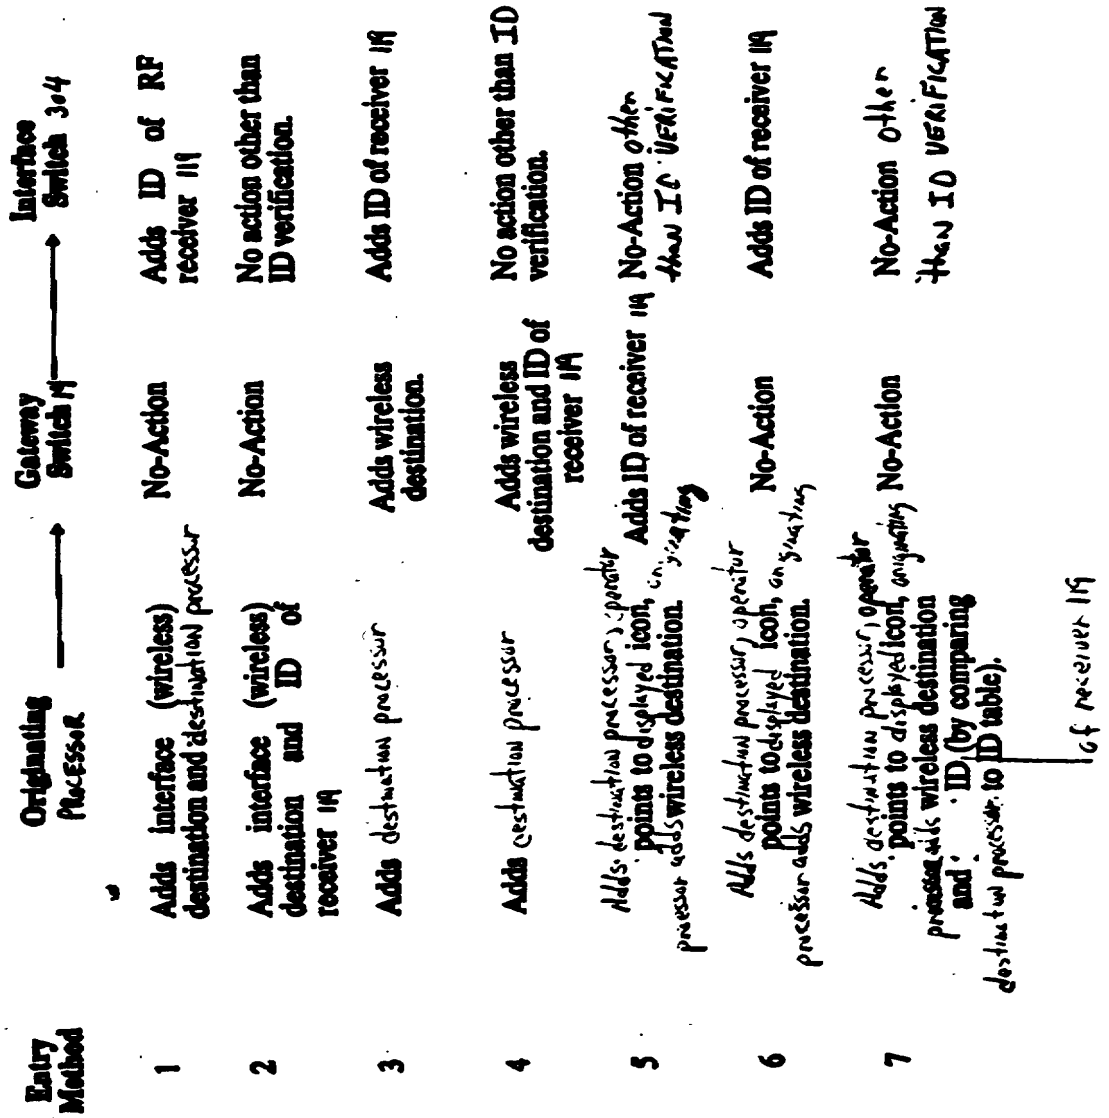 Entry
Method
Originating
PROCESSOR
Gateway
Switch 19
Interface
Switch 304
1
Adds interface (wireless)
destination and destination processor
No-Action
Adds ID of RF
receiver 119
2
Adds interface (wireless)
destination and ID of
receiver 119
No-Action
No action other than
ID verification.
3
Adds destination processor
Adds wireless
destination.
Adds ID of receiver 119
4
Adds destination processor
Adds wireless
destination and ID of
receiver 119
No action other than ID
verification.
5
Adds destination processor, operator
points to displayed icon, originating
processor adds wireless destination.
Adds ID of receiver 119
No-Action other
than ID VERIFICATION
6
Adds destination processor, operator
points to displayed icon, originating
processor adds wireless destination.
No-Action
Adds ID of receiver 119
7
Adds destination processor, operator
points to displayed icon, originating
processor adds wireless destination
and ID (by comparing
destination processor to ID table).
of receiver 119
No-Action
No-Action other
than ID VERIFICATION